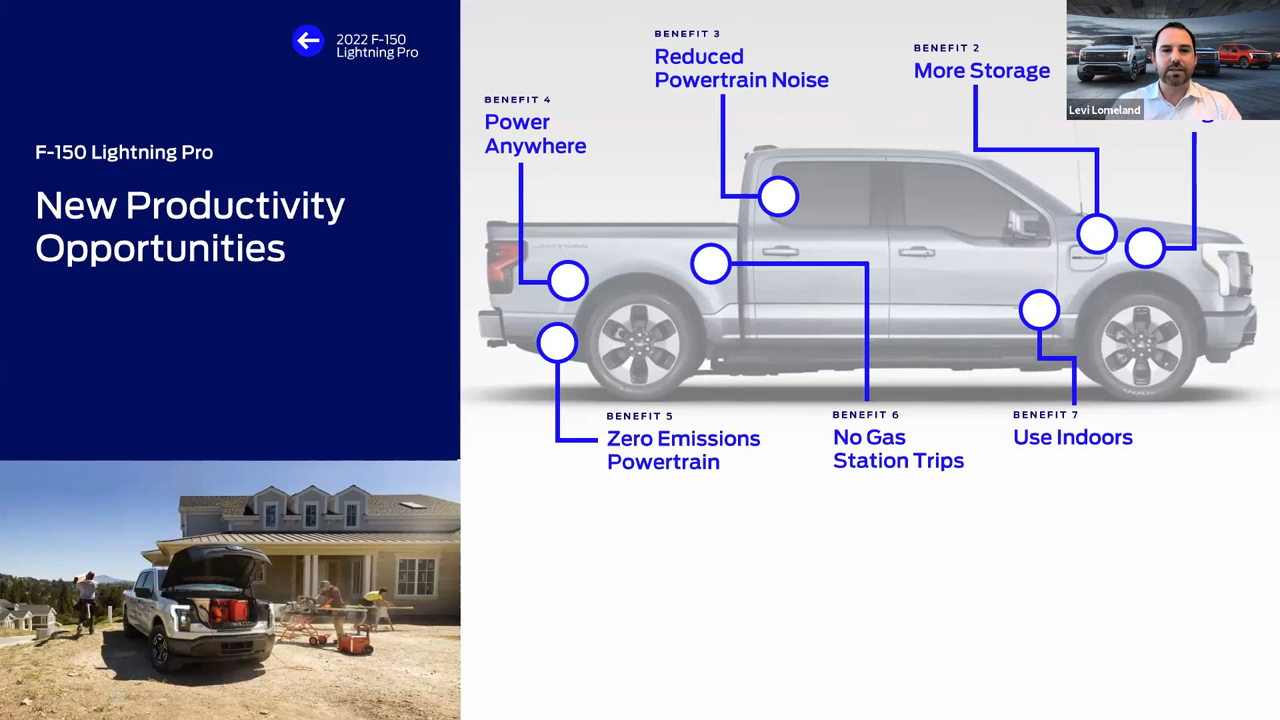 2022 F-150
Lightning Pro
F-150 Lightning Pro
New Productivity
Opportunities
BENEFIT 3
Reduced
Powertrain Noise
BENEFIT 2
More Storage
Levi Lomeland
BENEFIT 4
Power
Anywhere
LIGHTNING
BENEFIT 5
Zero Emissions
Powertrain
BENEFIT 6
No Gas
Station Trips
BENEFIT 7
Use Indoors